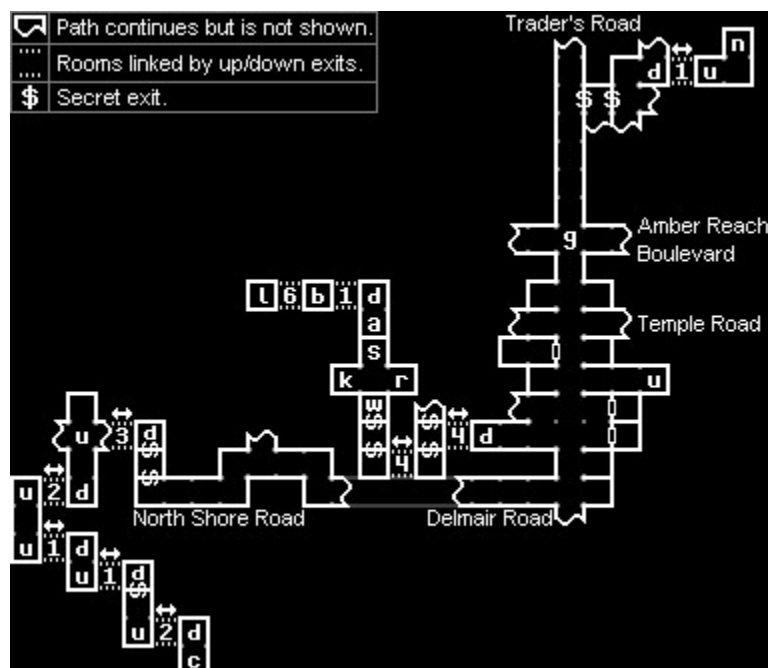 Path continues but is not shown.
Rooms linked by up/down exits.
$ Secret exit.
Trader's Road
n
d 1 u
$ $
Amber Reach
g
Boulevard
l 6 b 1 d
a
Temple Road
s
k r
u
w
$ $ $ $
u 3 d 4 d
$ $
4
u 2 d $
North Shore Road
Delmair Road
u 1 d
u 1 d
$
u 2 d
c